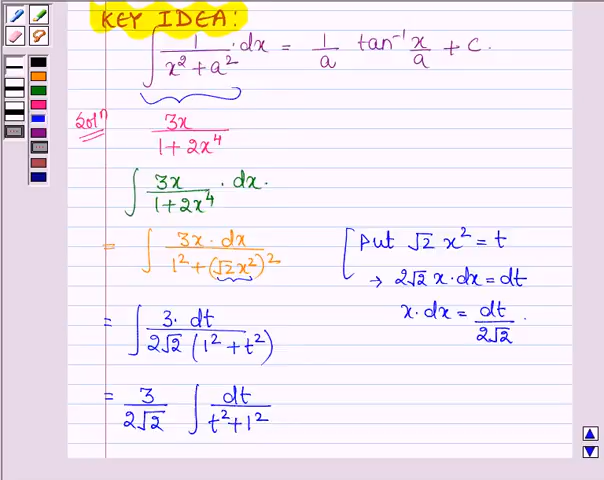 KEY IDEA:
∫ 1/(x² + a²) · dx = 1/a tan⁻¹ x/a + c.
Solⁿ 3x/(1 + 2x⁴)
∫ 3x/(1 + 2x⁴) · dx.
= ∫ 3x · dx/(1² + (√2x²)²)
[ Put √2 x² = t
→ 2√2 x · dx = dt
x · dx = dt/2√2 .
= ∫ 3 · dt/(2√2 (1² + t²))
= 3/2√2 ∫ dt/(t² + 1²)